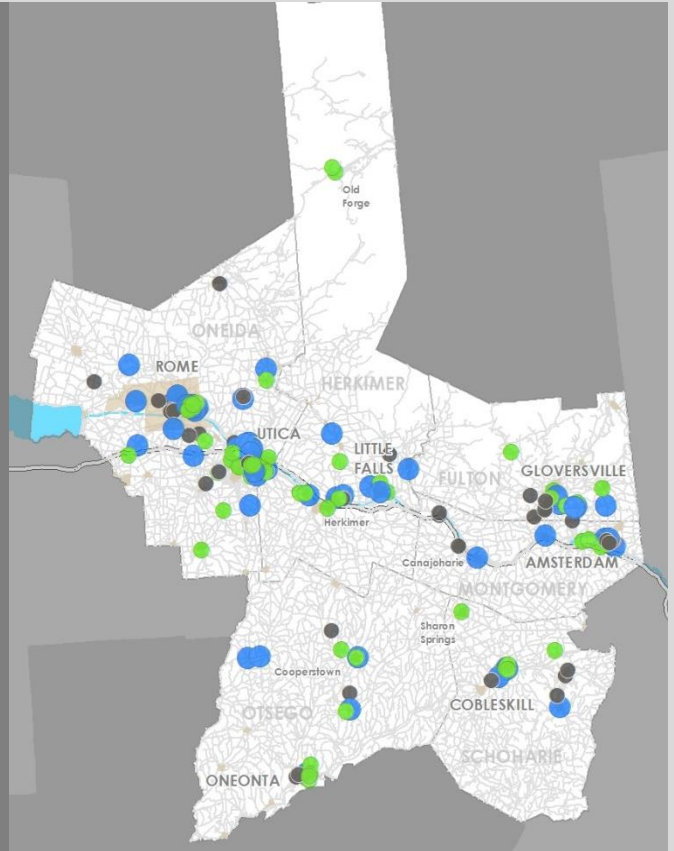 Old
Forge
ONEIDA
ROME
HERKIMER
UTICA
LITTLE
FALLS
FULTON
GLOVERSVILLE
Herkimer
Canajoharie
AMSTERDAM
MONTGOMERY
Sharon
Springs
Cooperstown
OTSEGO
COBLESKILL
SCHOHARIE
ONEONTA